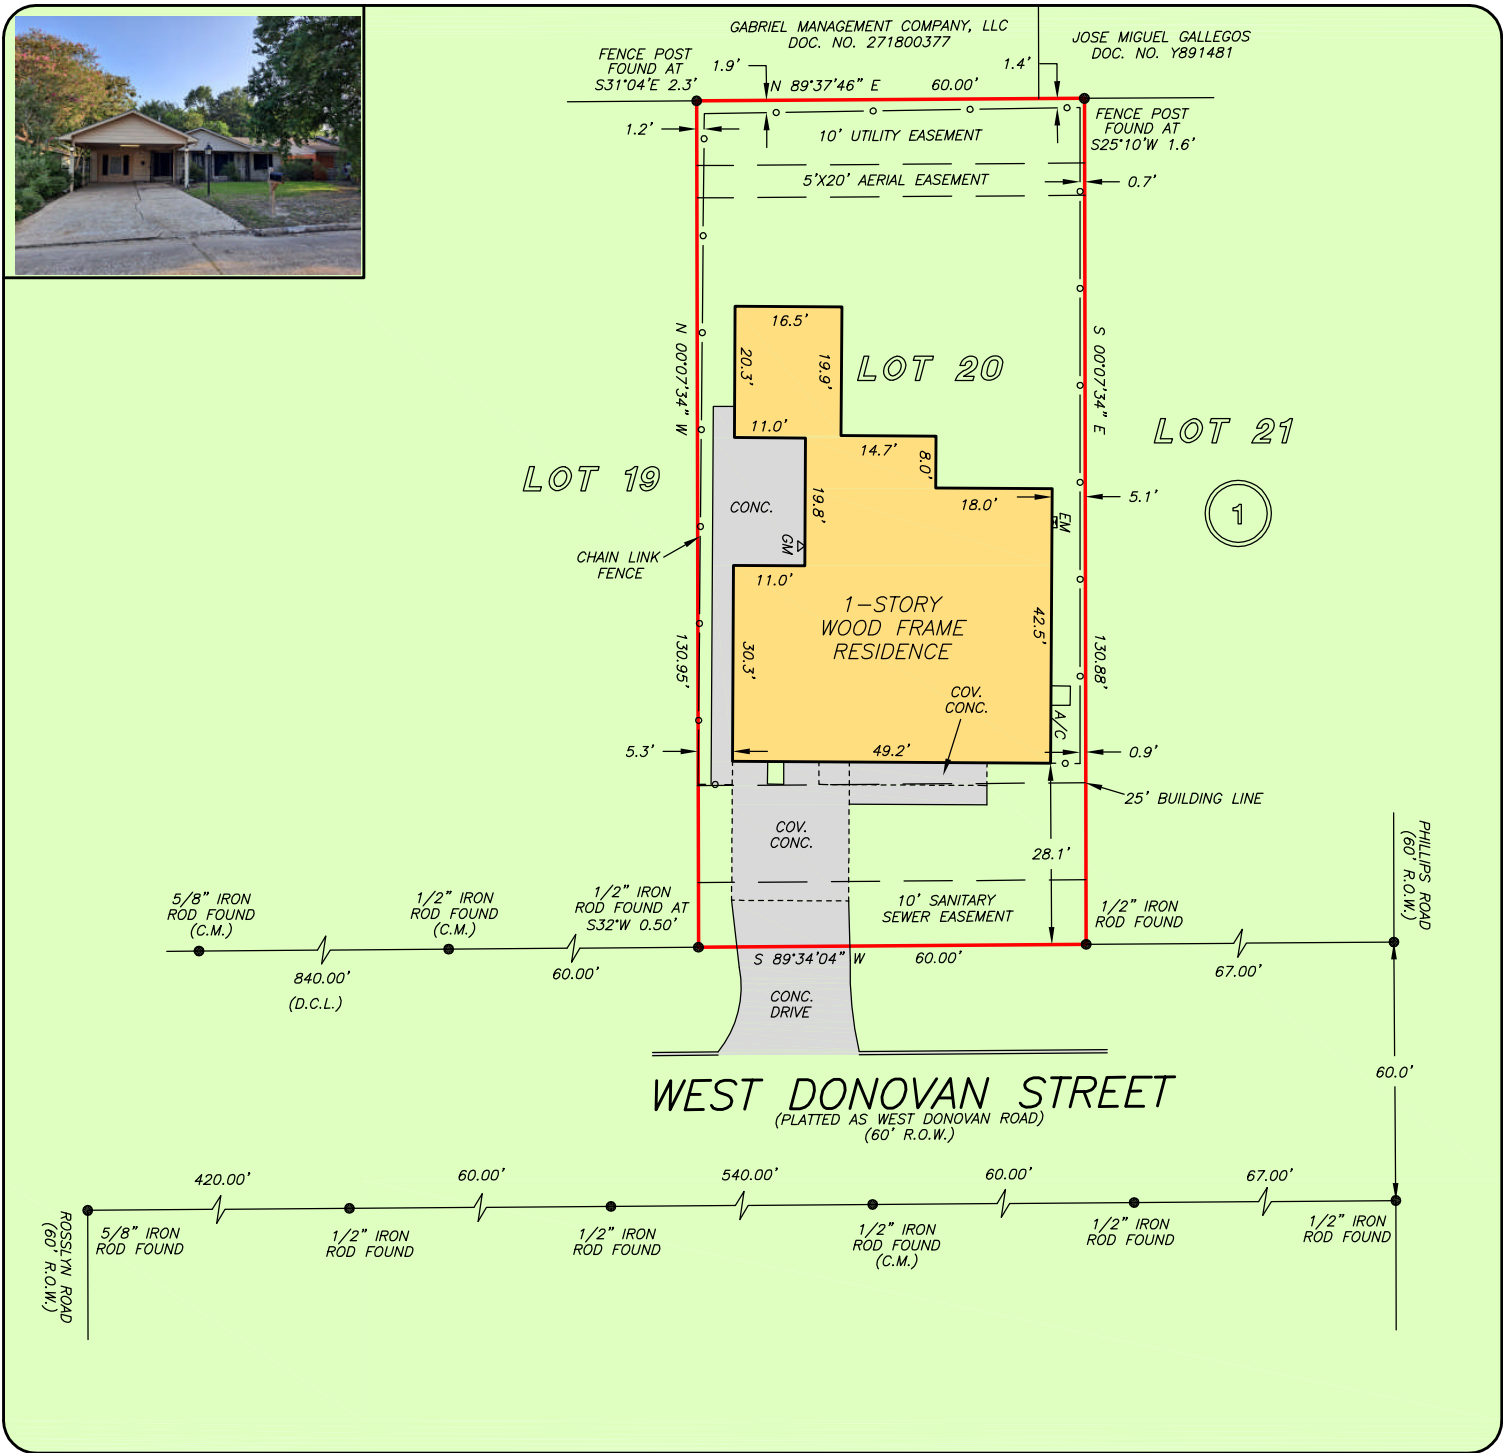 GABRIEL MANAGEMENT COMPANY, LLC
DOC. NO. 271800377
JOSE MIGUEL GALLEGOS
DOC. NO. Y891481
FENCE POST
FOUND AT
S31°04'E 2.3'
1.9'
N 89°37'46" E
60.00'
1.4'
FENCE POST
FOUND AT
S25°10'W 1.6'
1.2'
10' UTILITY EASEMENT
5'X20' AERIAL EASEMENT
0.7'
N 00°07'34" W
130.95'
S 00°07'34" E
130.88'
16.5'
20.3'
19.9'
LOT 20
11.0'
14.7'
8.0'
LOT 21
LOT 19
1
CONC.
19.8'
GM
18.0'
5.1'
EM
CHAIN LINK
FENCE
11.0'
1-STORY
WOOD FRAME
RESIDENCE
30.3'
42.5'
COV.
CONC.
A/C
5.3'
49.2'
0.9'
25' BUILDING LINE
COV.
CONC.
28.1'
PHILLIPS ROAD
(60' R.O.W.)
5/8" IRON
ROD FOUND
(C.M.)
1/2" IRON
ROD FOUND
(C.M.)
1/2" IRON
ROD FOUND AT
S32°W 0.50'
10' SANITARY
SEWER EASEMENT
1/2" IRON
ROD FOUND
840.00'
(D.C.L.)
60.00'
S 89°34'04" W
60.00'
67.00'
CONC.
DRIVE
60.0'
WEST DONOVAN STREET
(PLATTED AS WEST DONOVAN ROAD)
(60' R.O.W.)
420.00'
60.00'
540.00'
60.00'
67.00'
ROSSLYN ROAD
(60' R.O.W.)
5/8" IRON
ROD FOUND
1/2" IRON
ROD FOUND
1/2" IRON
ROD FOUND
1/2" IRON
ROD FOUND
(C.M.)
1/2" IRON
ROD FOUND
1/2" IRON
ROD FOUND